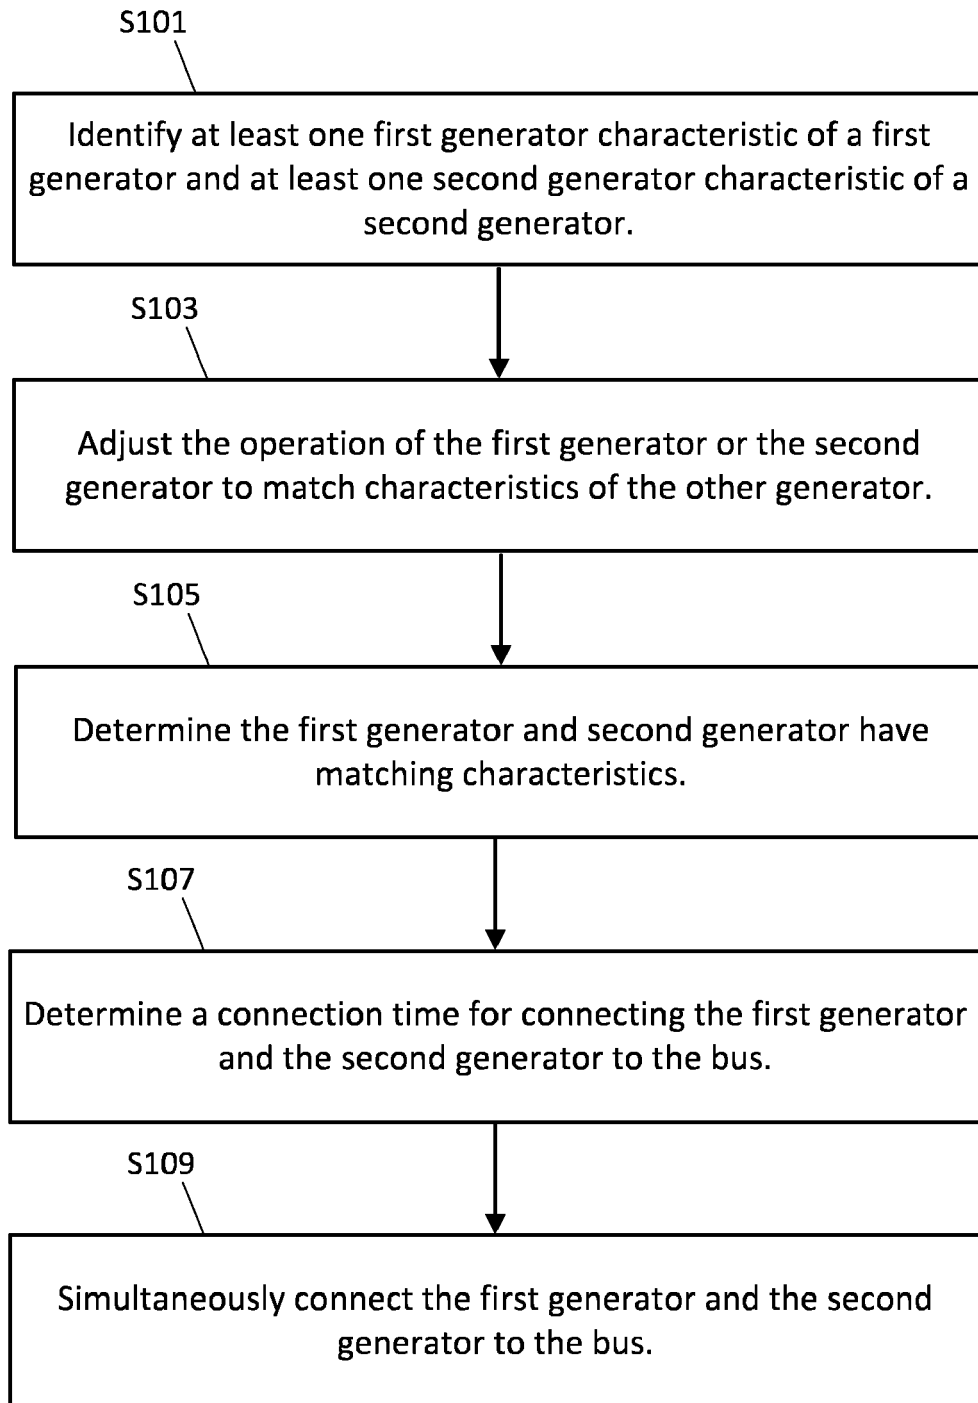 S101
Identify at least one first generator characteristic of a first
generator and at least one second generator characteristic of a
second generator.
S103
Adjust the operation of the first generator or the second
generator to match characteristics of the other generator.
S105
Determine the first generator and second generator have
matching characteristics.
S107
Determine a connection time for connecting the first generator
and the second generator to the bus.
S109
Simultaneously connect the first generator and the second
generator to the bus.